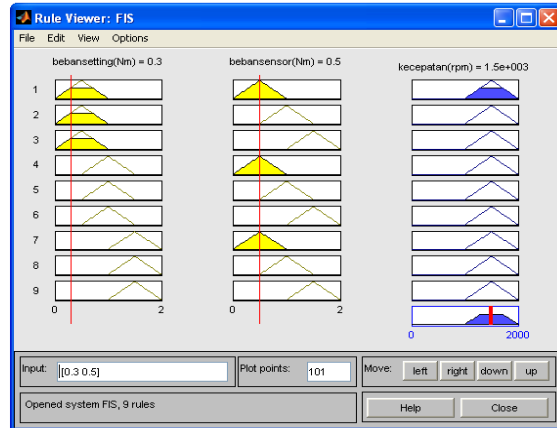 Rule Viewer: FIS
File Edit View Options
bebansetting(Nm) = 0.3 bebansensor(Nm) = 0.5 kecepatan(rpm) = 1.5e+003
1
2
3
4
5
6
7
8
9
0 2 0 2
0 2000
Input: [0.3 0.5] Plot points: 101 Move: left right down up
Opened system FIS, 9 rules Help Close